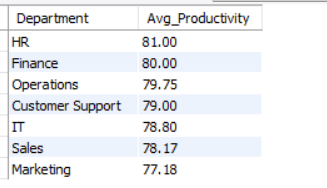 Department Avg_Productivity
HR 81.00
Finance 80.00
Operations 79.75
Customer Support 79.00
IT 78.80
Sales 78.17
Marketing 77.18